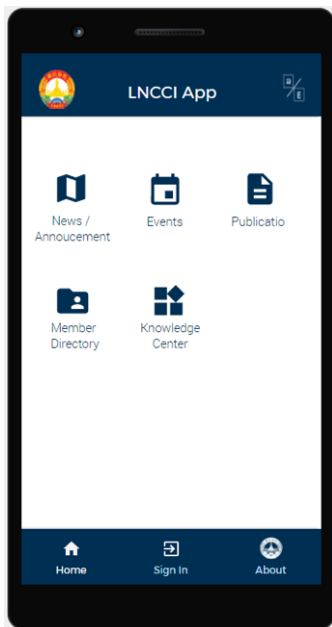 LNCCI App
News /
Annoucement
Events
Publicatio
Member
Directory
Knowledge
Center
Home
Sign In
About